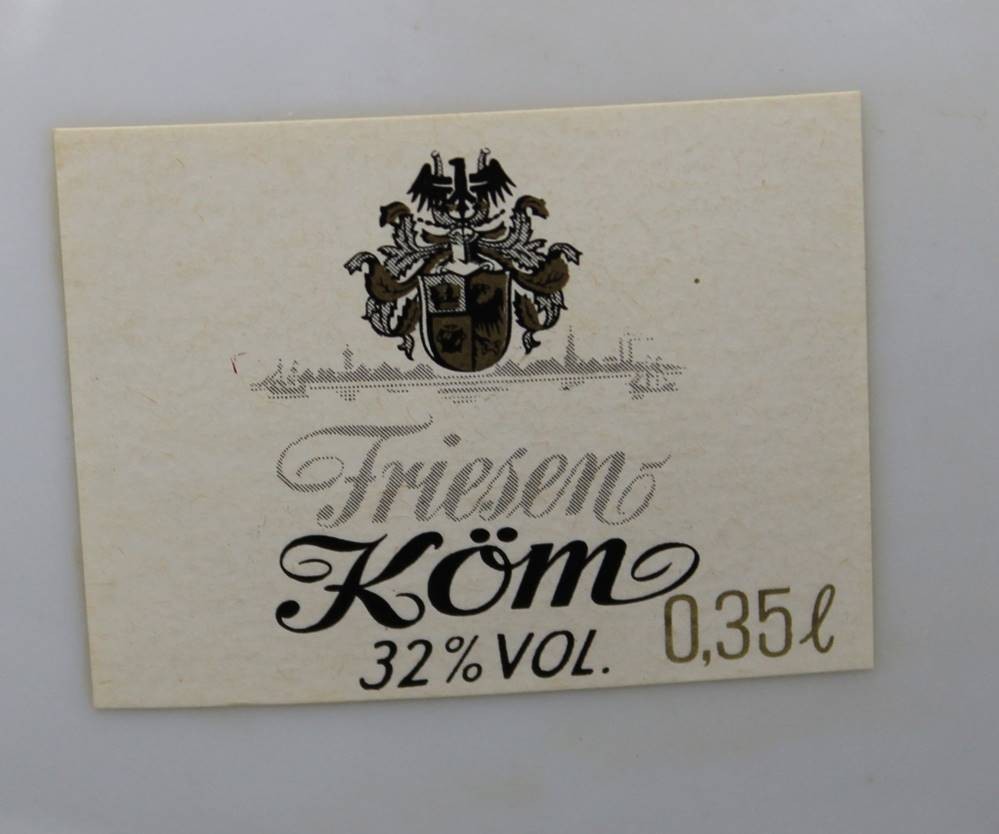 Friesen
Köm
32% VOL.
0,35 ℓ